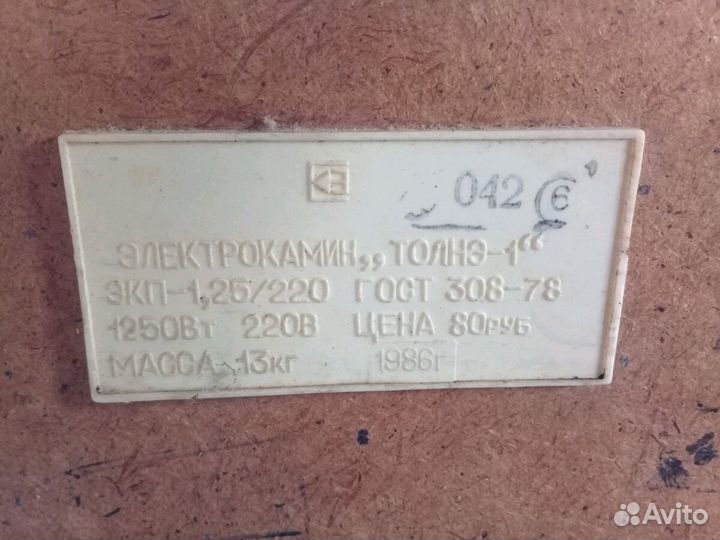 042 6
ЭЛЕКТРОКАМИН „ТОЛНЭ-1“
ЭКП-1,25/220 ГОСТ 308-78
1250Вт 220В ЦЕНА 80РУБ
МАССА 13кг 1986г
Avito